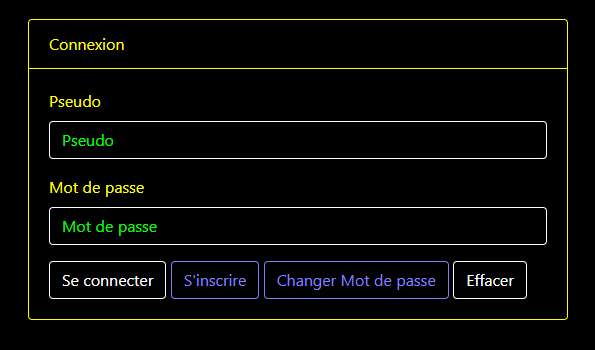 Connexion
Pseudo
Pseudo
Mot de passe
Mot de passe
Se connecter S'inscrire Changer Mot de passe Effacer